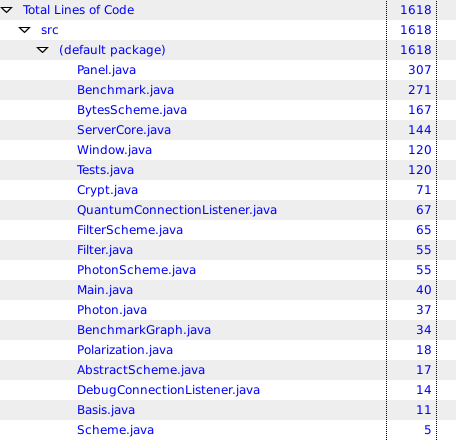 Total Lines of Code 1618
src 1618
(default package) 1618
Panel.java 307
Benchmark.java 271
BytesScheme.java 167
ServerCore.java 144
Window.java 120
Tests.java 120
Crypt.java 71
QuantumConnectionListener.java 67
FilterScheme.java 65
Filter.java 55
PhotonScheme.java 55
Main.java 40
Photon.java 37
BenchmarkGraph.java 34
Polarization.java 18
AbstractScheme.java 17
DebugConnectionListener.java 14
Basis.java 11
Scheme.java 5